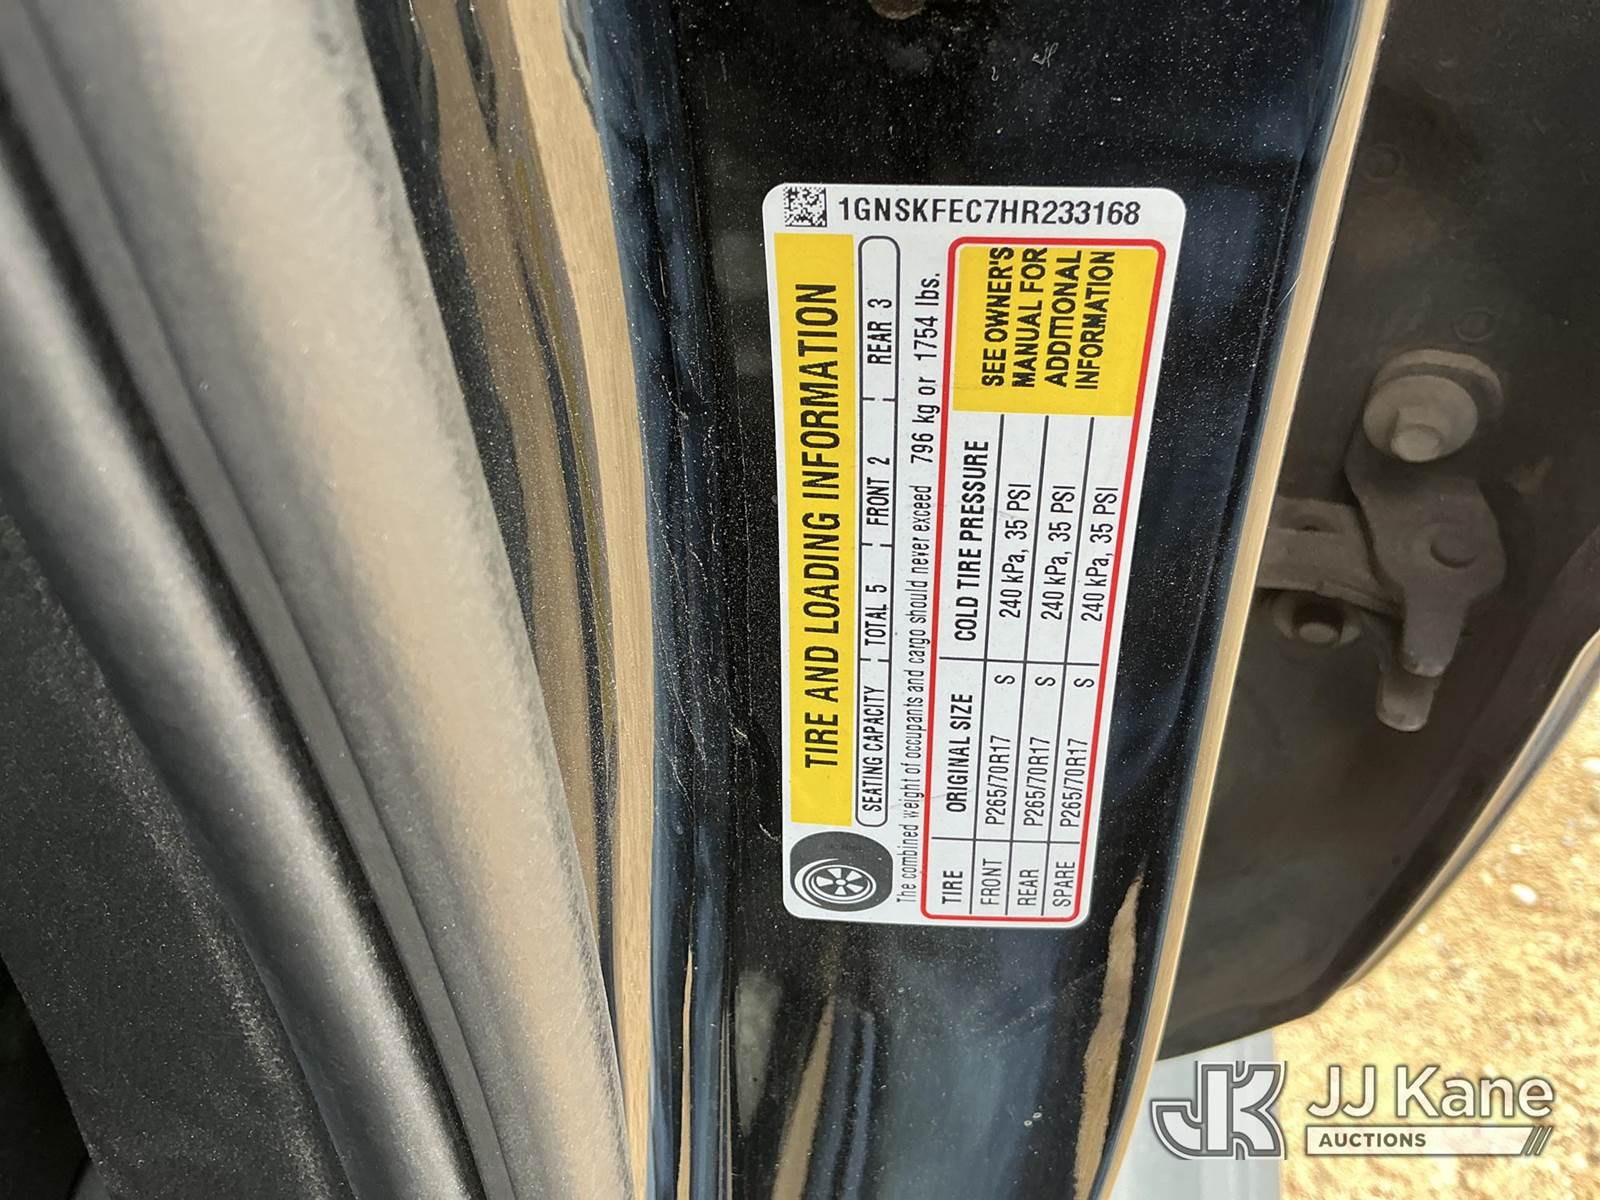 1GNSKFEC7HR233168
TIRE AND LOADING INFORMATION
SEATING CAPACITY TOTAL 5 FRONT 2 REAR 3
The combined weight of occupants and cargo should never exceed 796 kg or 1754 lbs.
TIRE ORIGINAL SIZE COLD TIRE PRESSURE
FRONT P265/70R17 S 240 kPa, 35 PSI
REAR P265/70R17 S 240 kPa, 35 PSI
SPARE P265/70R17 S 240 kPa, 35 PSI
SEE OWNER'S
MANUAL FOR
ADDITIONAL
INFORMATION
JK JJ Kane
AUCTIONS